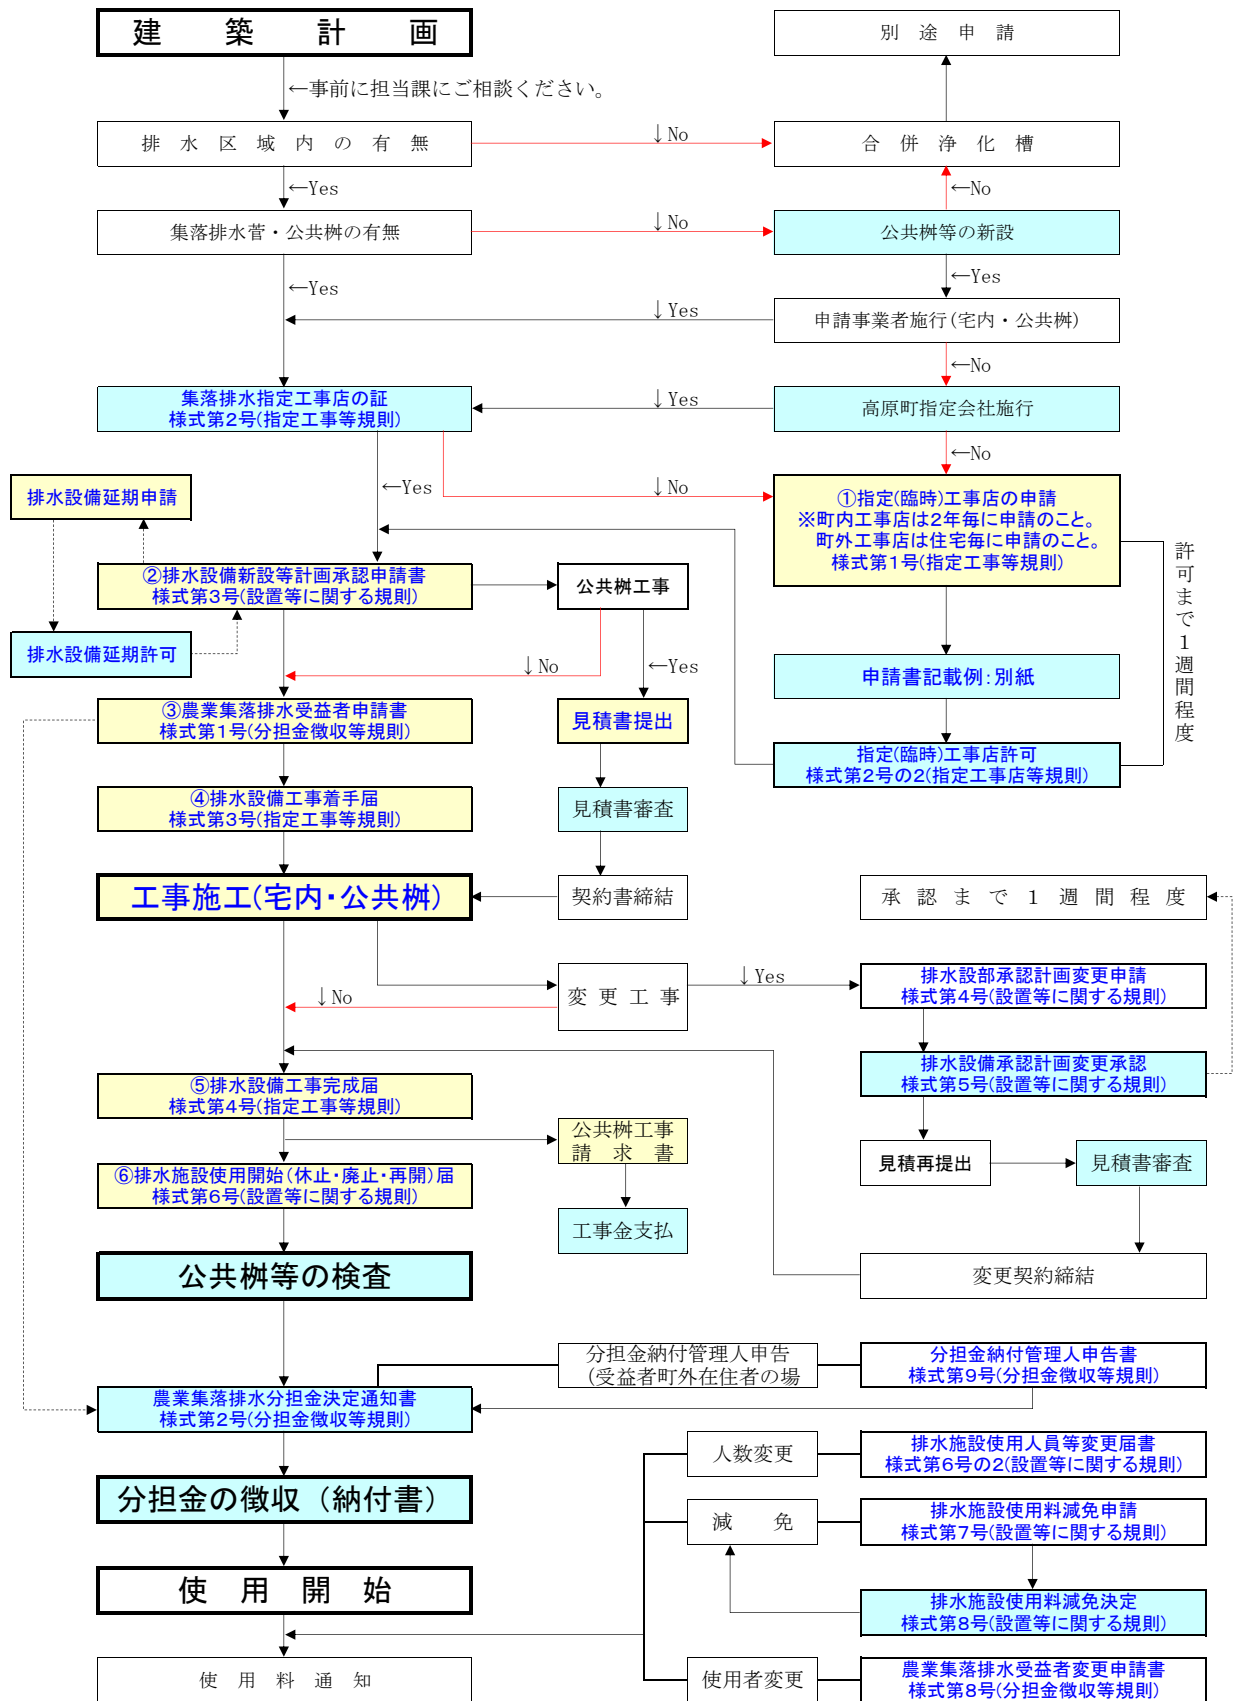 建　築　計　画
別　途　申　請
←事前に担当課にご相談ください。
排　水　区　域　内　の　有　無
↓No
合　併　浄　化　槽
←Yes
←No
集落排水菅・公共桝の有無
↓No
公共桝等の新設
←Yes
←Yes
↓Yes
申請事業者施行(宅内・公共桝)
←No
集落排水指定工事店の証
様式第2号(指定工事等規則)
↓Yes
高原町指定会社施行
←No
←Yes
↓No
排水設備延期申請
①指定(臨時)工事店の申請
※町内工事店は2年毎に申請のこと。
町外工事店は住宅毎に申請のこと。
様式第1号(指定工事等規則)
許可まで1週間程度
②排水設備新設等計画承認申請書
様式第3号(設置等に関する規則)
公共桝工事
排水設備延期許可
↓No
←Yes
申請書記載例：別紙
③農業集落排水受益者申請書
様式第1号(分担金徴収等規則)
見積書提出
指定(臨時)工事店許可
様式第2号の2(指定工事店等規則)
④排水設備工事着手届
様式第3号(指定工事等規則)
見積書審査
工事施工(宅内・公共桝)
契約書締結
承　認　ま　で　1　週　間　程　度
変　更　工　事
↓Yes
↓No
排水設部承認計画変更申請
様式第4号(設置等に関する規則)
排水設備承認計画変更承認
様式第5号(設置等に関する規則)
⑤排水設備工事完成届
様式第4号(指定工事等規則)
公共桝工事
請　求　書
見積再提出
見積書審査
⑥排水施設使用開始(休止・廃止・再開)届
様式第6号(設置等に関する規則)
工事金支払
公共桝等の検査
変更契約締結
分担金納付管理人申告
(受益者町外在住者の場
分担金納付管理人申告書
様式第9号(分担金徴収等規則)
農業集落排水分担金決定通知書
様式第2号(分担金徴収等規則)
人数変更
排水施設使用人員等変更届書
様式第6号の2(設置等に関する規則)
分担金の徴収（納付書）
減　免
排水施設使用料減免申請
様式第7号(設置等に関する規則)
使　用　開　始
排水施設使用料減免決定
様式第8号(設置等に関する規則)
使　用　料　通　知
使用者変更
農業集落排水受益者変更申請書
様式第8号(分担金徴収等規則)